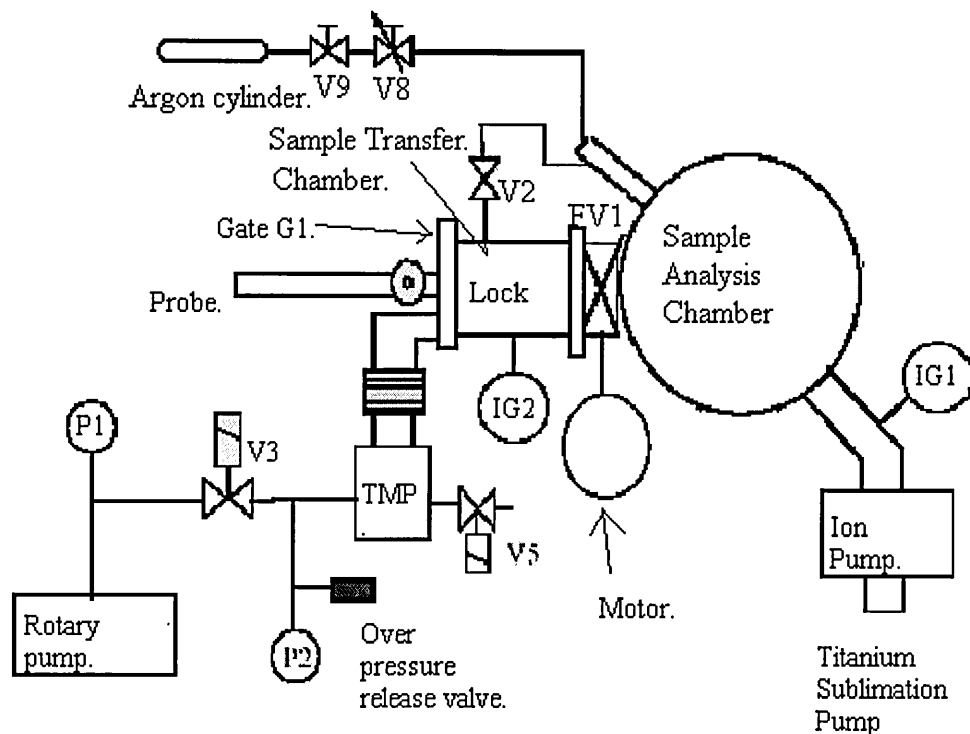 V9
V8
Argon cylinder.
Sample Transfer.
Chamber.
V2
FV1
Gate G1.
Sample
Analysis
Chamber
Lock
Probe.
IG2
IG1
P1
V3
TMP
V5
Ion
Pump.
Motor.
Rotary
pump.
P2
Over
pressure
release valve.
Titanium
Sublimation
Pump